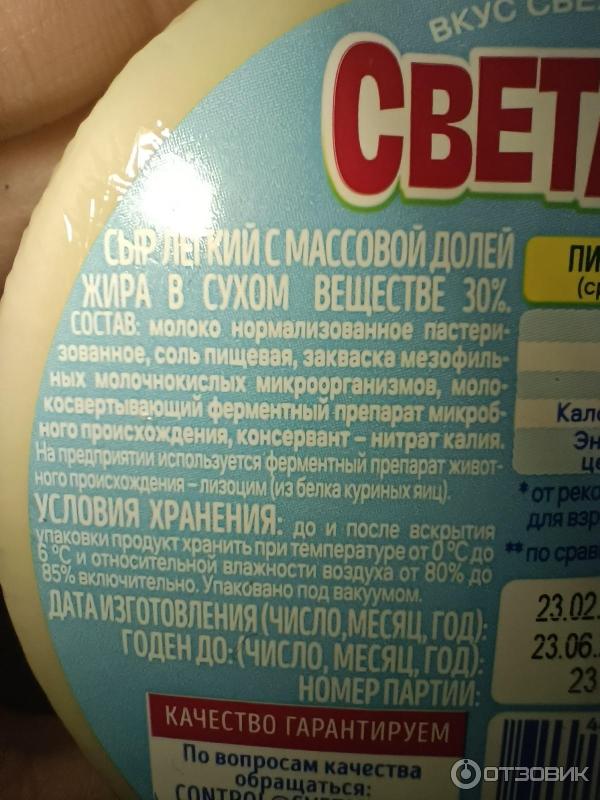 ВКУС СВЕ
СВЕТ
СЫР ЛЕГКИЙ С МАССОВОЙ ДОЛЕЙ
ЖИРА В СУХОМ ВЕЩЕСТВЕ 30%.
СОСТАВ: молоко нормализованное пастери-
зованное, соль пищевая, закваска мезофиль-
ных молочнокислых микроорганизмов, моло-
косвертывающий ферментный препарат микроб-
ного происхождения, консервант – нитрат калия.
На предприятии используется ферментный препарат живот-
ного происхождения – лизоцим (из белка куриных яиц).
УСЛОВИЯ ХРАНЕНИЯ: до и после вскрытия
упаковки продукт хранить при температуре от 0 °С до
6 °С и относительной влажности воздуха от 80% до
85% включительно. Упаковано под вакуумом.
ДАТА ИЗГОТОВЛЕНИЯ (ЧИСЛО, МЕСЯЦ, ГОД):
ГОДЕН ДО: (ЧИСЛО, МЕСЯЦ, ГОД):
НОМЕР ПАРТИИ:
КАЧЕСТВО ГАРАНТИРУЕМ
По вопросам качества
обращаться:
ПИ
(ср
Кало
Эн
це
* от реко
для взр
** по срав
23.02.
23.06.
23
4
ОТЗОВИК